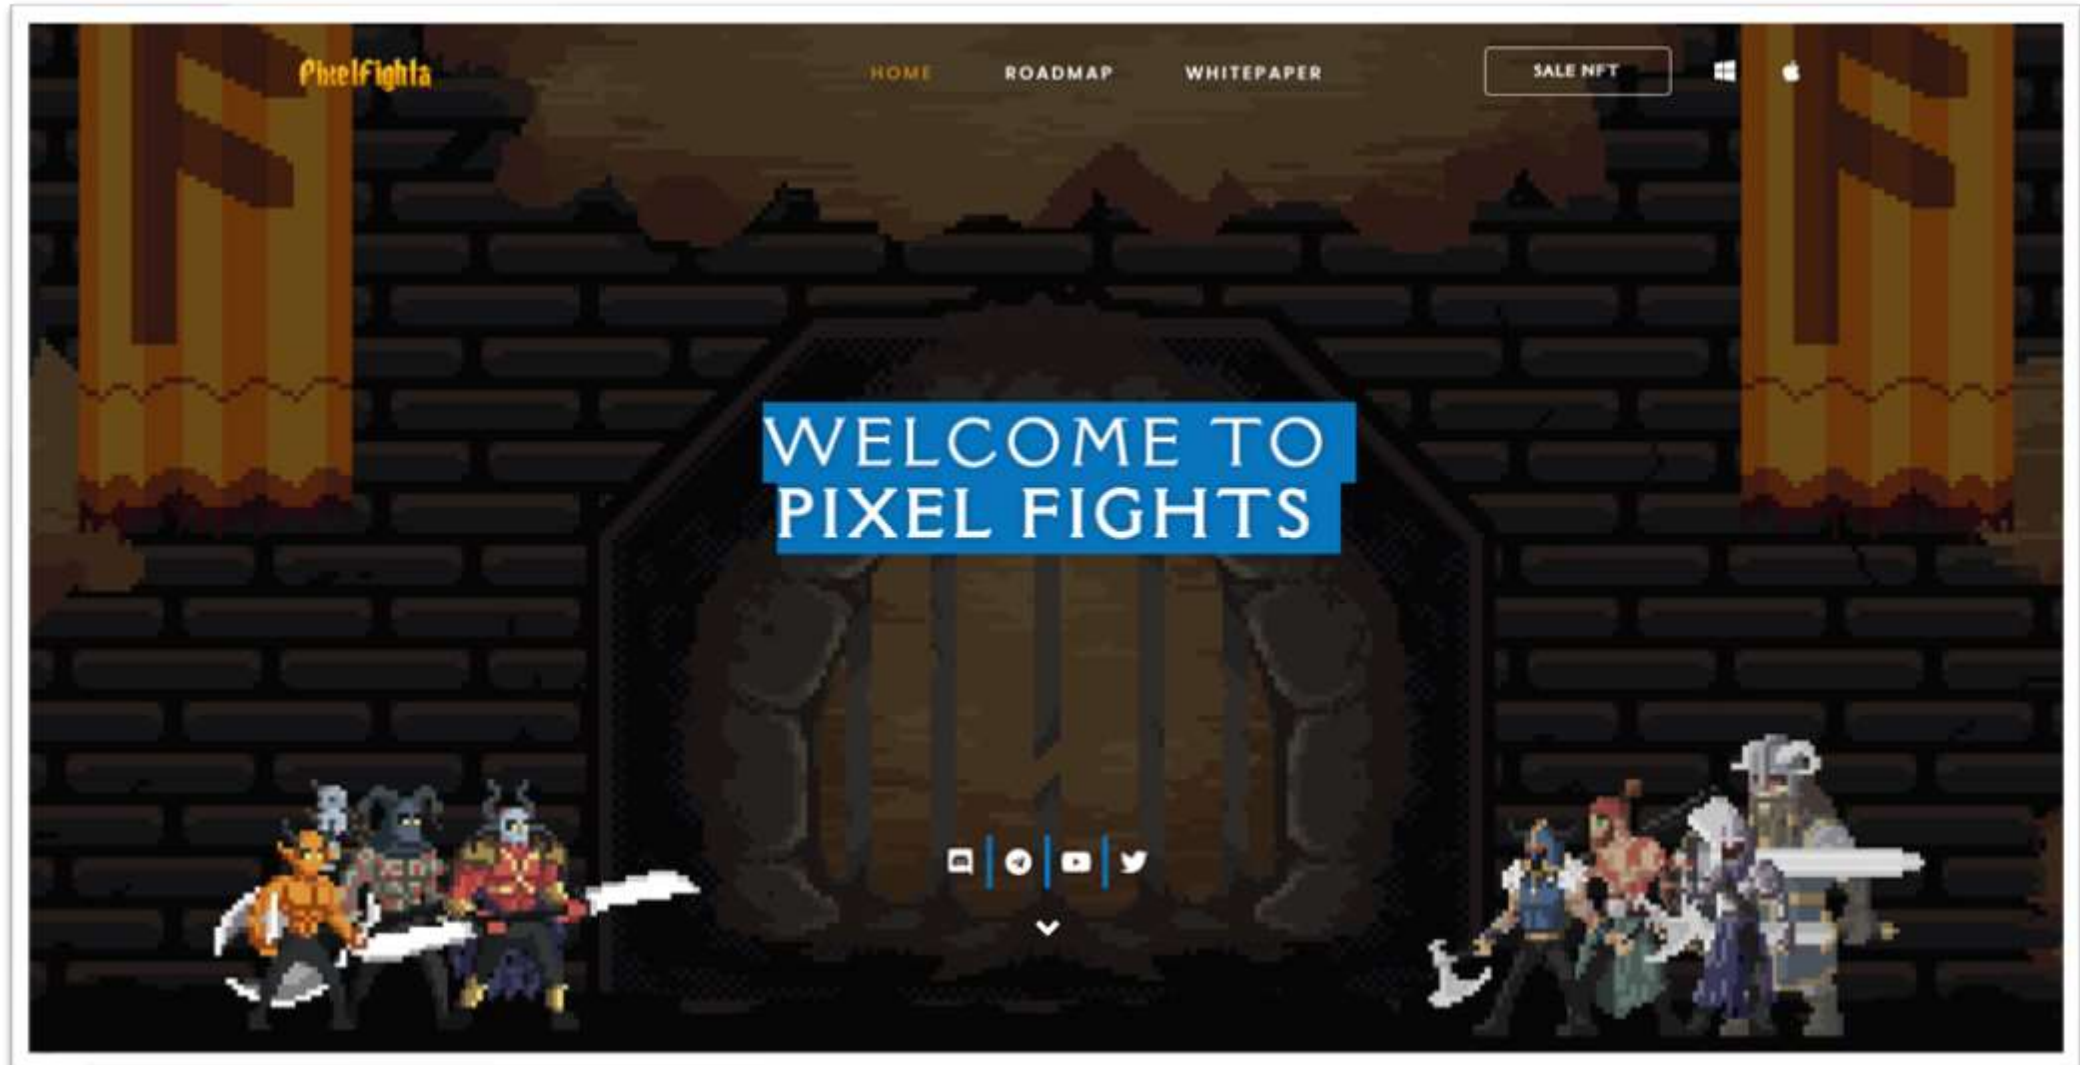 PixelFights
HOME
ROADMAP
WHITEPAPER
SALE NFT
WELCOME TO
PIXEL FIGHTS